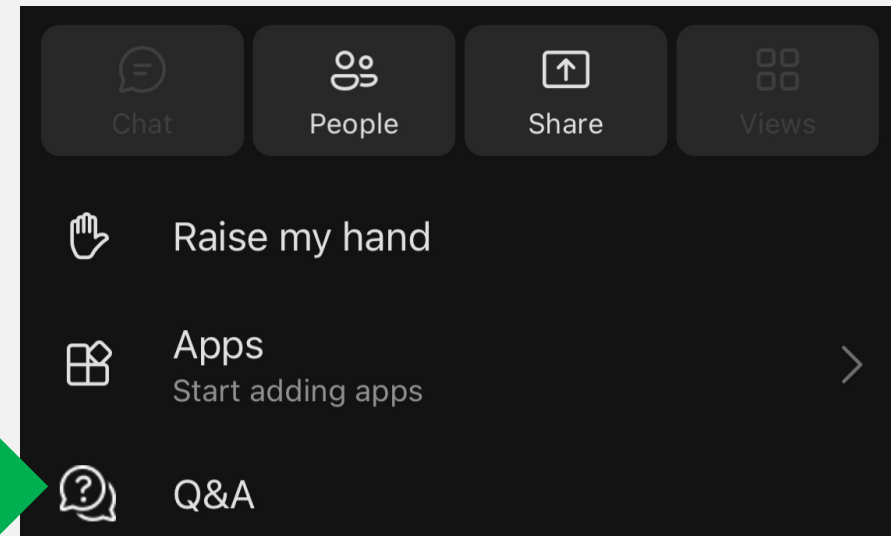 Chat People Share Views
Raise my hand
Apps
Start adding apps
Q&A